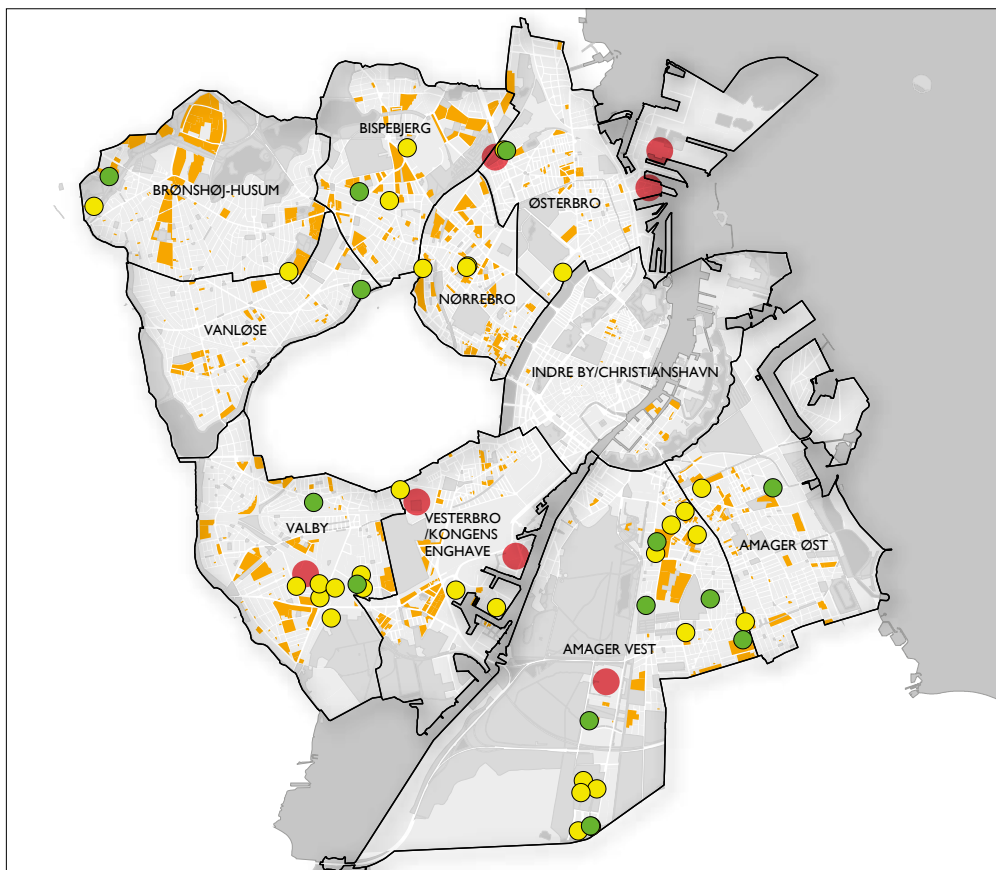 BISPEBJERG
BRØNSHØJ-HUSUM
ØSTERBRO
NØRREBRO
VANLØSE
INDRE BY/CHRISTIANSHAVN
VALBY
VESTERBRO
/KONGENS
ENGHAVE
AMAGER ØST
AMAGER VEST